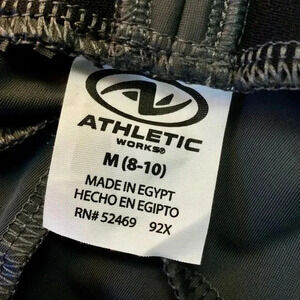 ATHLETIC
WORKS®
M (8-10)
MADE IN EGYPT
HECHO EN EGIPTO
RN# 52469 92X